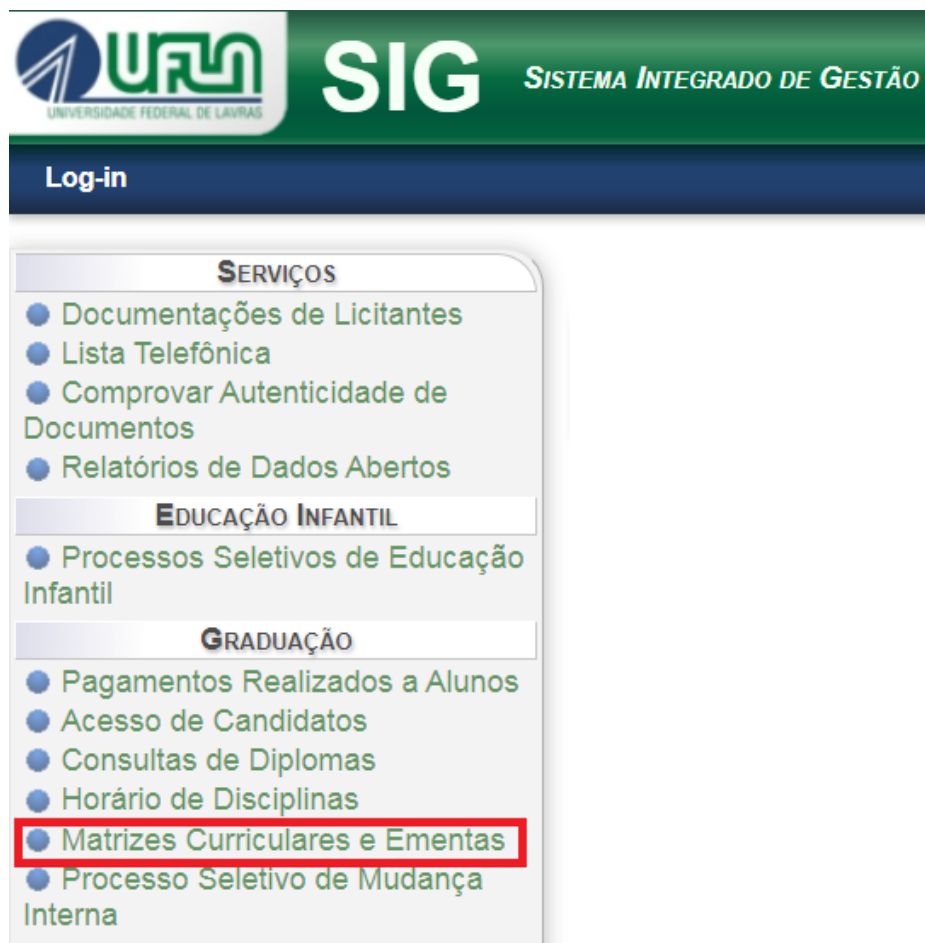 UFLA
UNIVERSIDADE FEDERAL DE LAVRAS
SIG
SISTEMA INTEGRADO DE GESTÃO
Log-in
SERVIÇOS
Documentações de Licitantes
Lista Telefônica
Comprovar Autenticidade de
Documentos
Relatórios de Dados Abertos
EDUCAÇÃO INFANTIL
Processos Seletivos de Educação
Infantil
GRADUAÇÃO
Pagamentos Realizados a Alunos
Acesso de Candidatos
Consultas de Diplomas
Horário de Disciplinas
Matrizes Curriculares e Ementas
Processo Seletivo de Mudança
Interna